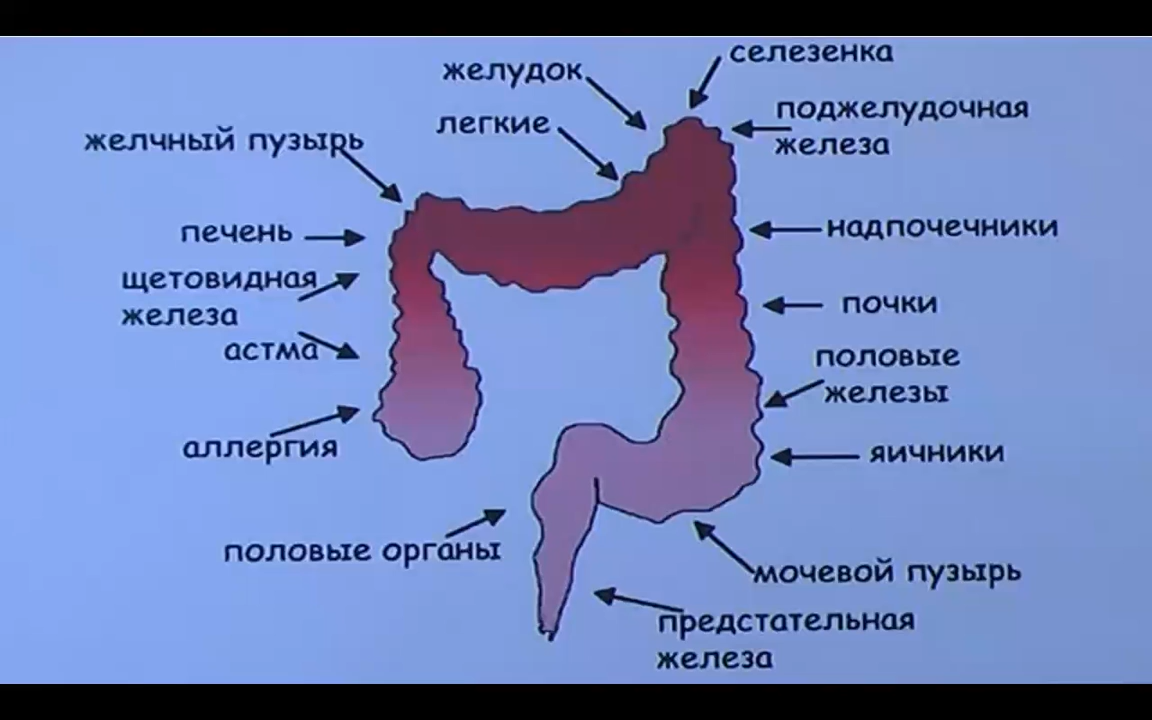 желудок
селезенка
легкие
поджелудочная
железа
желчный пузырь
печень
надпочечники
щетовидная
железа
почки
астма
половые
железы
аллергия
яичники
половые органы
мочевой пузырь
предстательная
железа